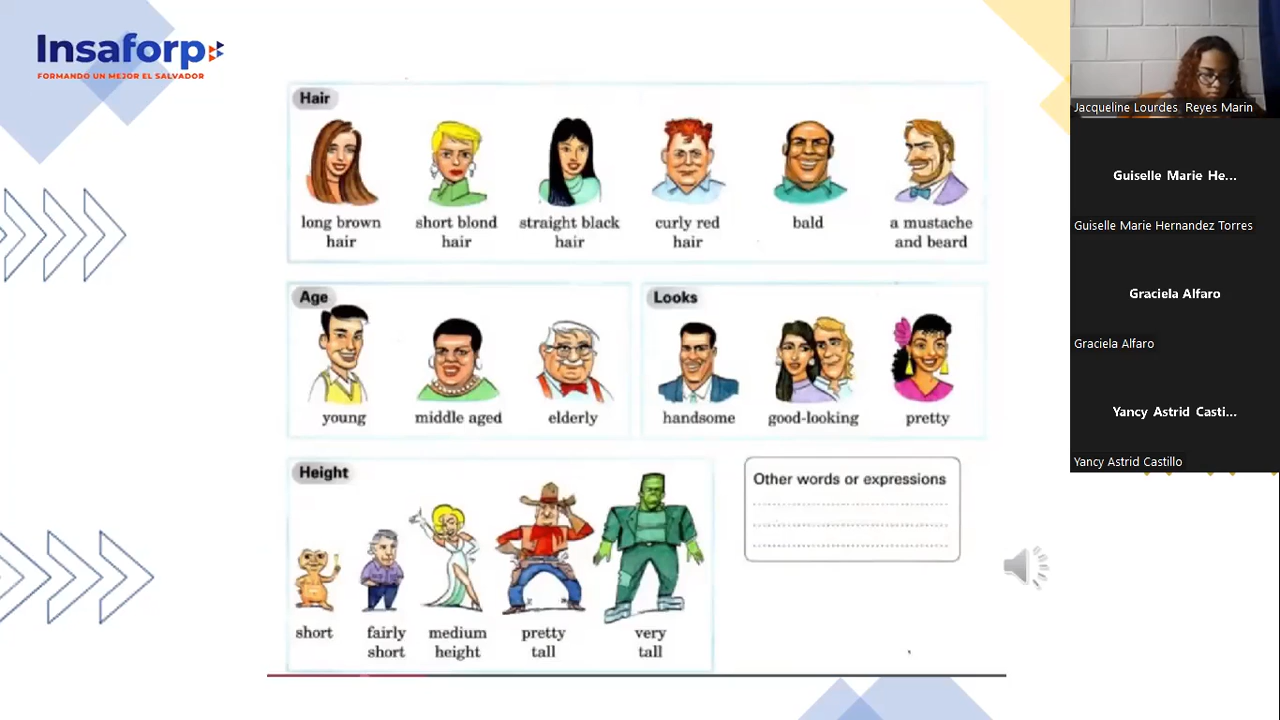 Insaforp
FORMANDO UN MEJOR EL SALVADOR
Hair
long brown
hair
short blond
hair
straight black
hair
curly red
hair
bald
a mustache
and beard
Age
young
middle aged
elderly
Looks
handsome
good-looking
pretty
Height
short
fairly
short
medium
height
pretty
tall
very
tall
Other words or expressions
Jacqueline Lourdes Reyes Marin
Guiselle Marie He...
Guiselle Marie Hernandez Torres
Graciela Alfaro
Graciela Alfaro
Yancy Astrid Casti...
Yancy Astrid Castillo